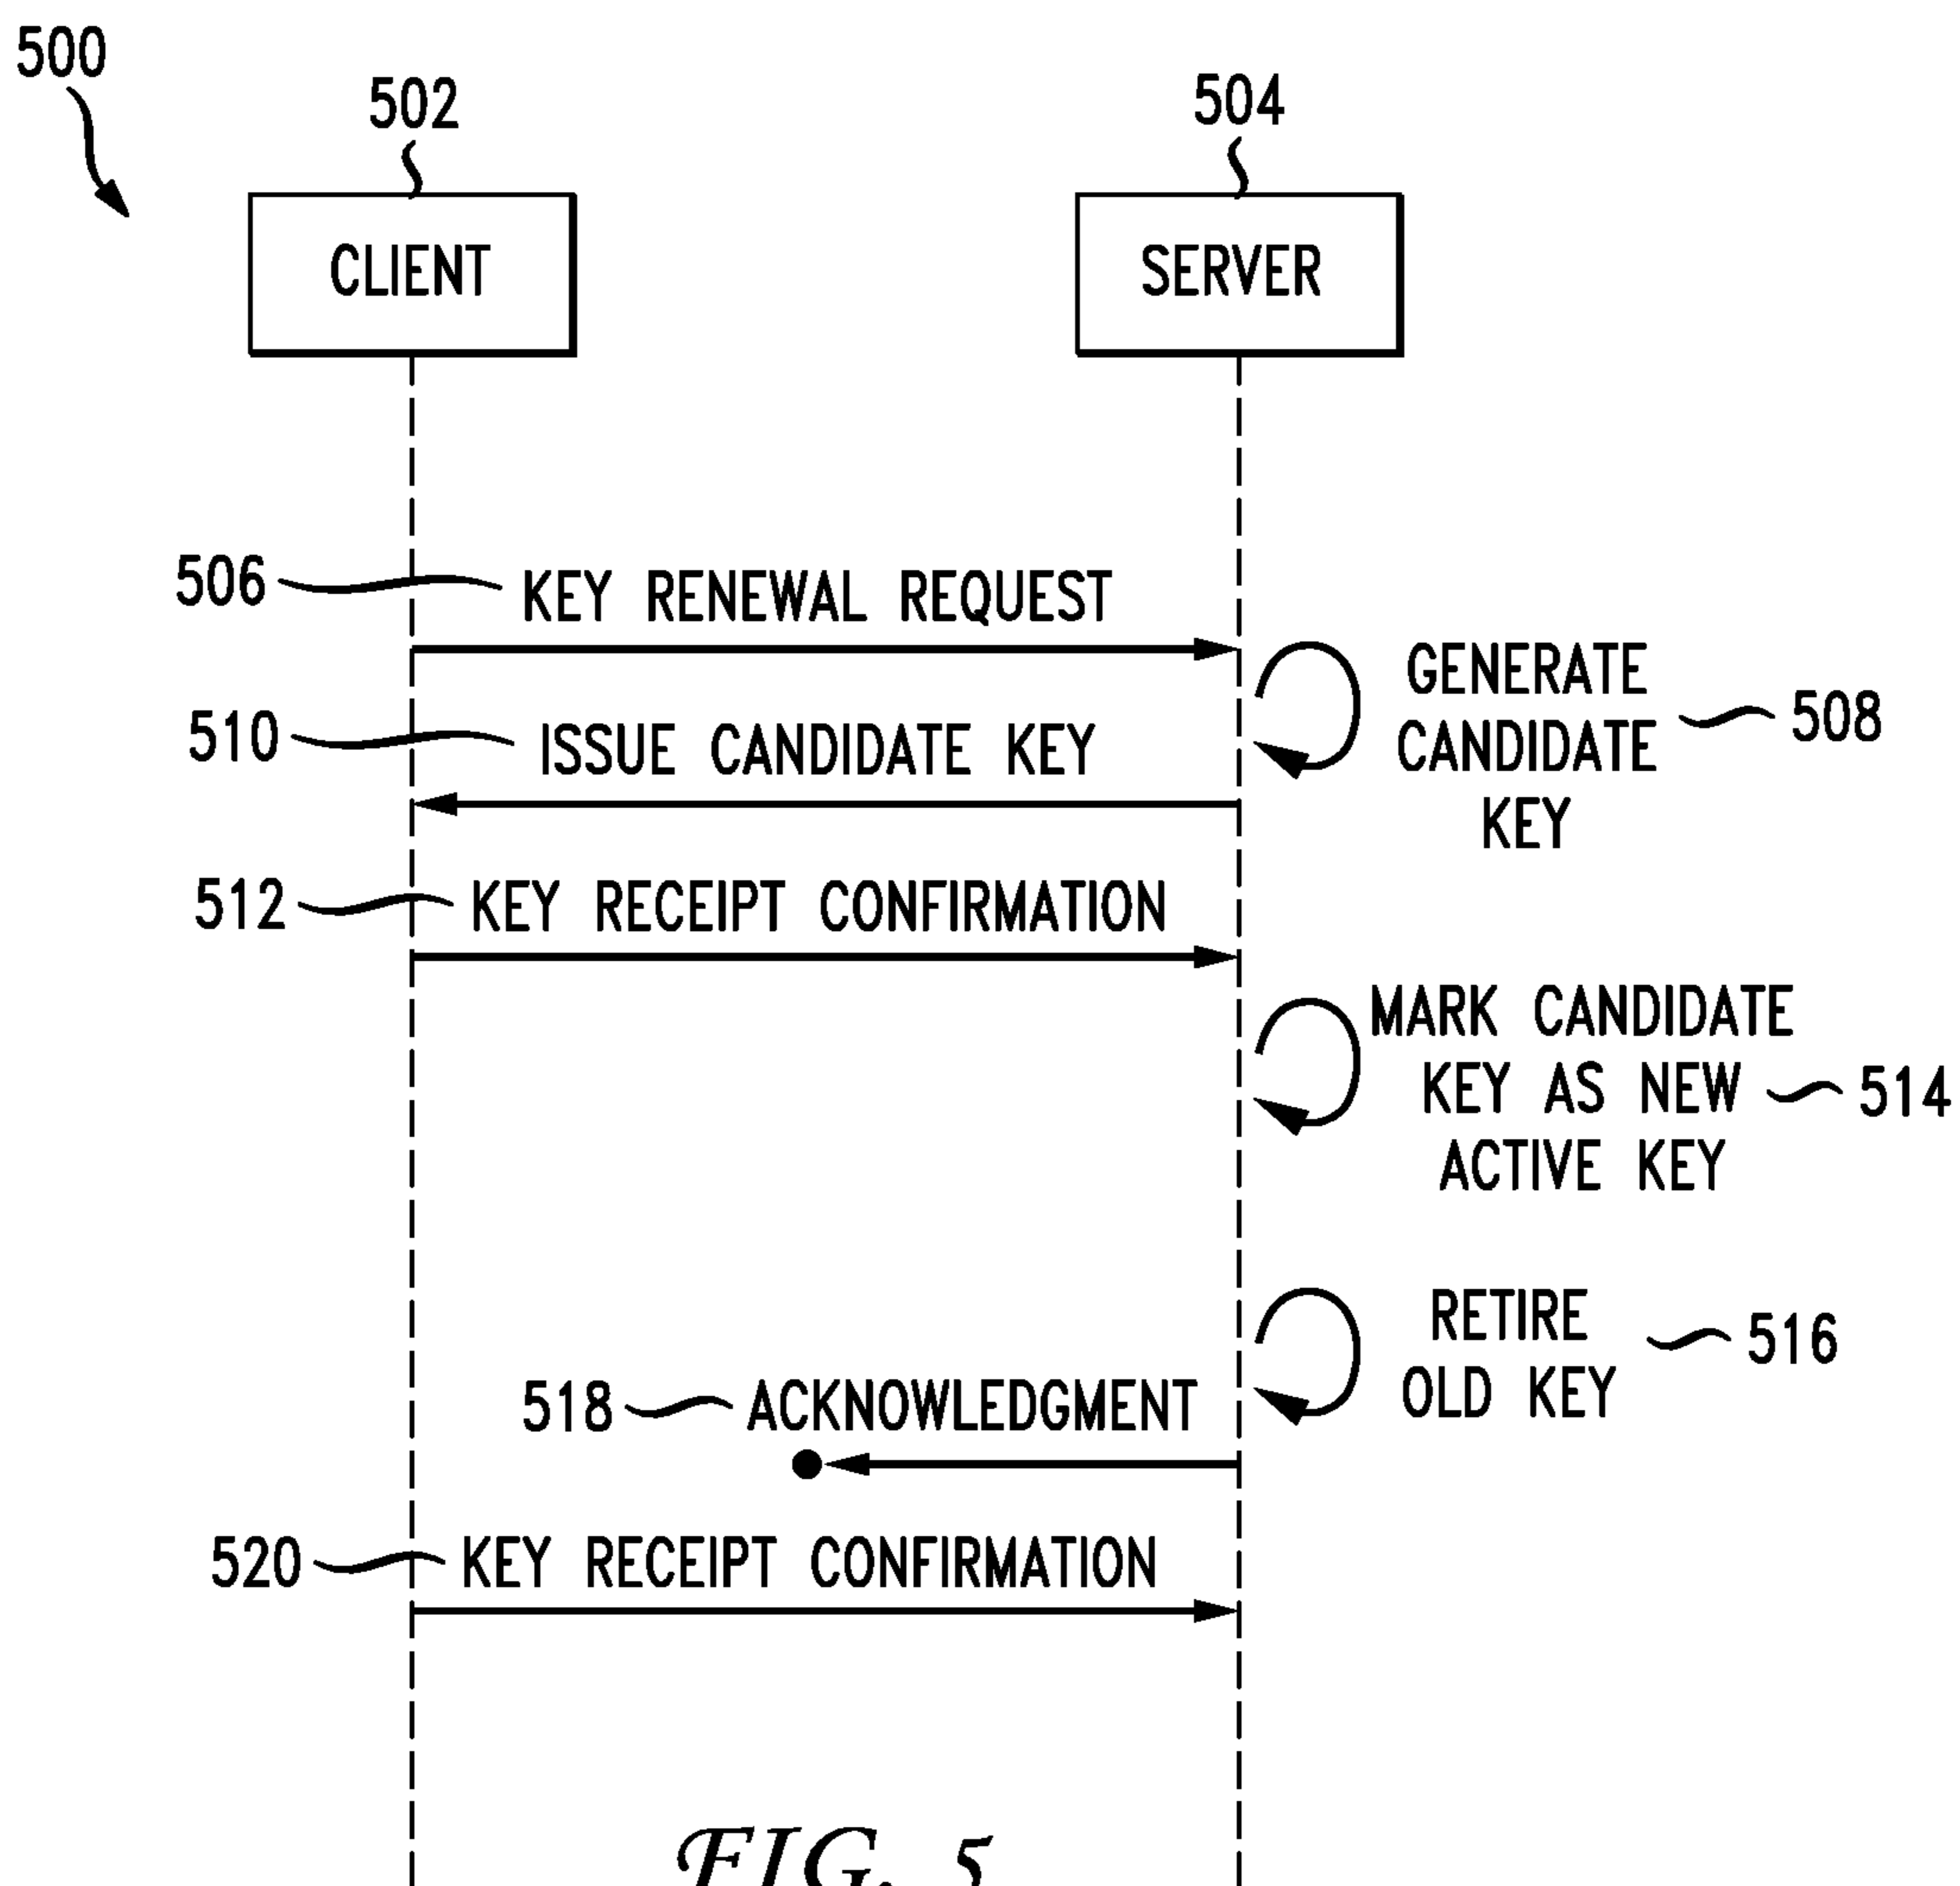 500
502
504
CLIENT
SERVER
506
KEY RENEWAL REQUEST
GENERATE
CANDIDATE
KEY
508
510
ISSUE CANDIDATE KEY
512
KEY RECEIPT CONFIRMATION
MARK CANDIDATE
KEY AS NEW
ACTIVE KEY
514
RETIRE
OLD KEY
516
518
ACKNOWLEDGMENT
520
KEY RECEIPT CONFIRMATION
FIG. 5